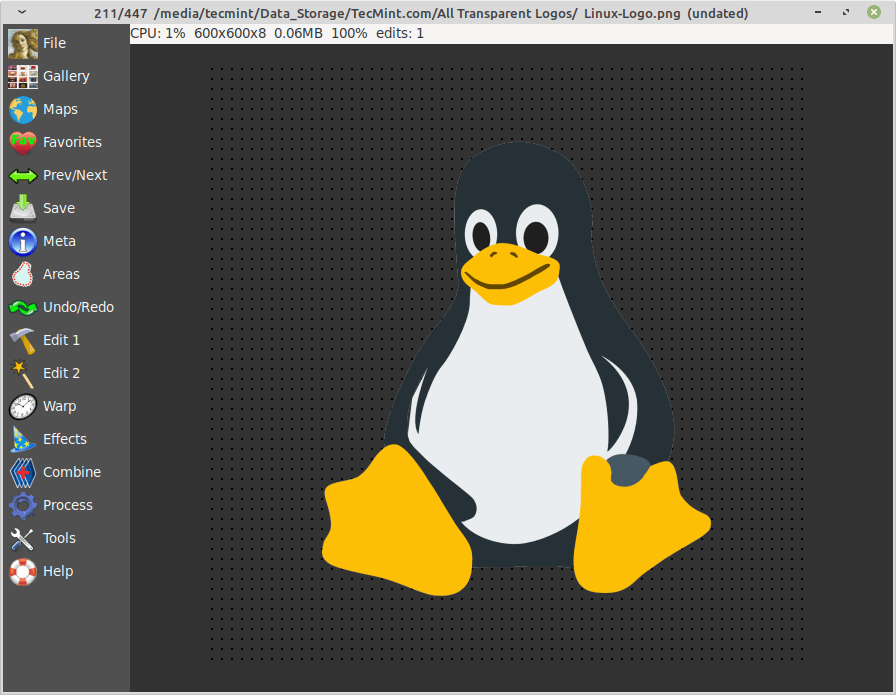 211/447 /media/tecmint/Data_Storage/TecMint.com/All Transparent Logos/ Linux-Logo.png (undated)
CPU: 1% 600x600x8 0.06MB 100% edits: 1
File
Gallery
Maps
Fav
Favorites
Prev/Next
Save
Meta
Areas
Undo/Redo
Edit 1
Edit 2
Warp
Effects
Combine
Process
Tools
Help